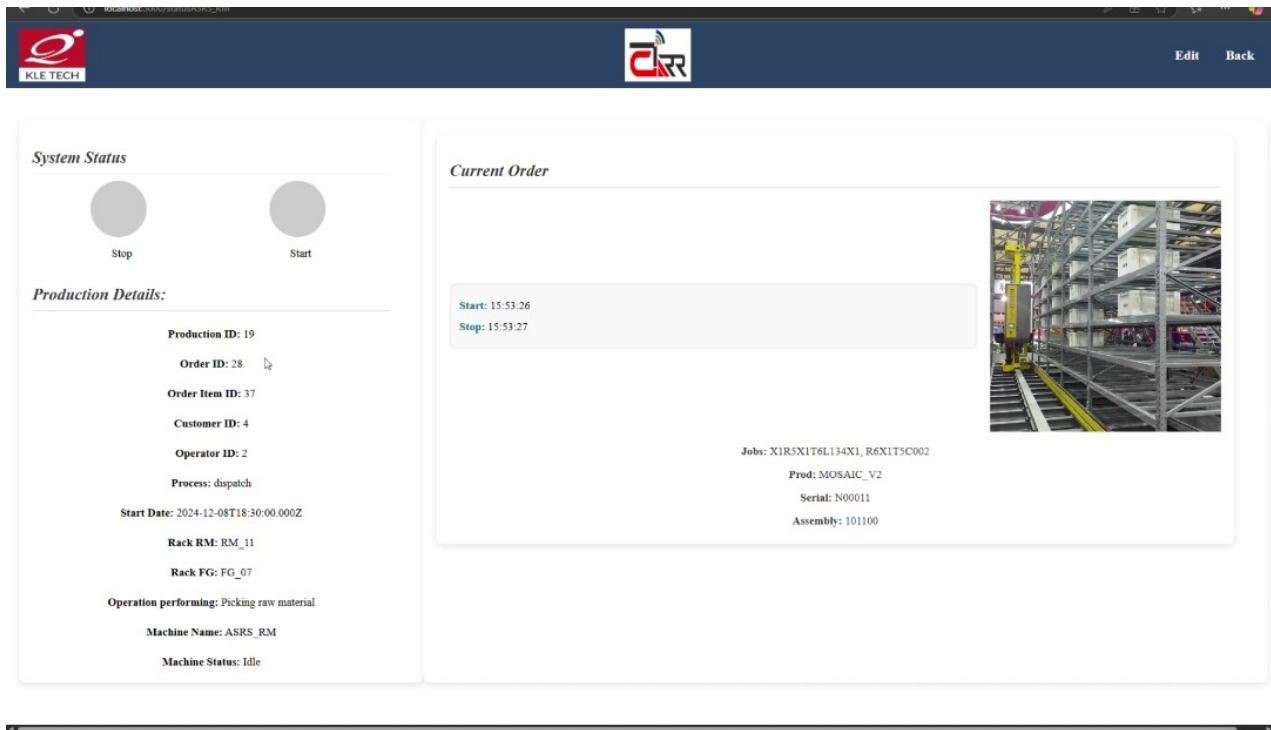 localhost:3000/statusASRS_RM
KLE TECH
Edit Back
System Status
Stop Start
Production Details:
Production ID: 19
Order ID: 28
Order Item ID: 37
Customer ID: 4
Operator ID: 2
Process: dispatch
Start Date: 2024-12-08T18:30:00.000Z
Rack RM: RM_11
Rack FG: FG_07
Operation performing: Picking raw material
Machine Name: ASRS_RM
Machine Status: Idle
Current Order
Start: 15:53:26
Stop: 15:53:27
Jobs: X1R5X1T6L134X1, R6X1T5C002
Prod: MOSAIC_V2
Serial: N00011
Assembly: 101100